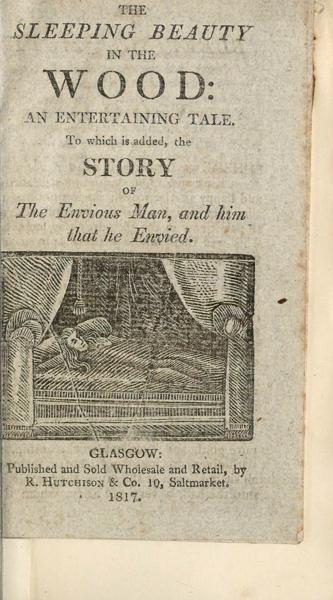 THE
SLEEPING BEAUTY
IN THE
WOOD:
AN ENTERTAINING TALE.
To which is added, the
STORY
OF
The Envious Man, and him
that he Envied.
GLASGOW:
Published and Sold Wholesale and Retail, by
R. HUTCHISON & Co. 10, Saltmarket.
1817.